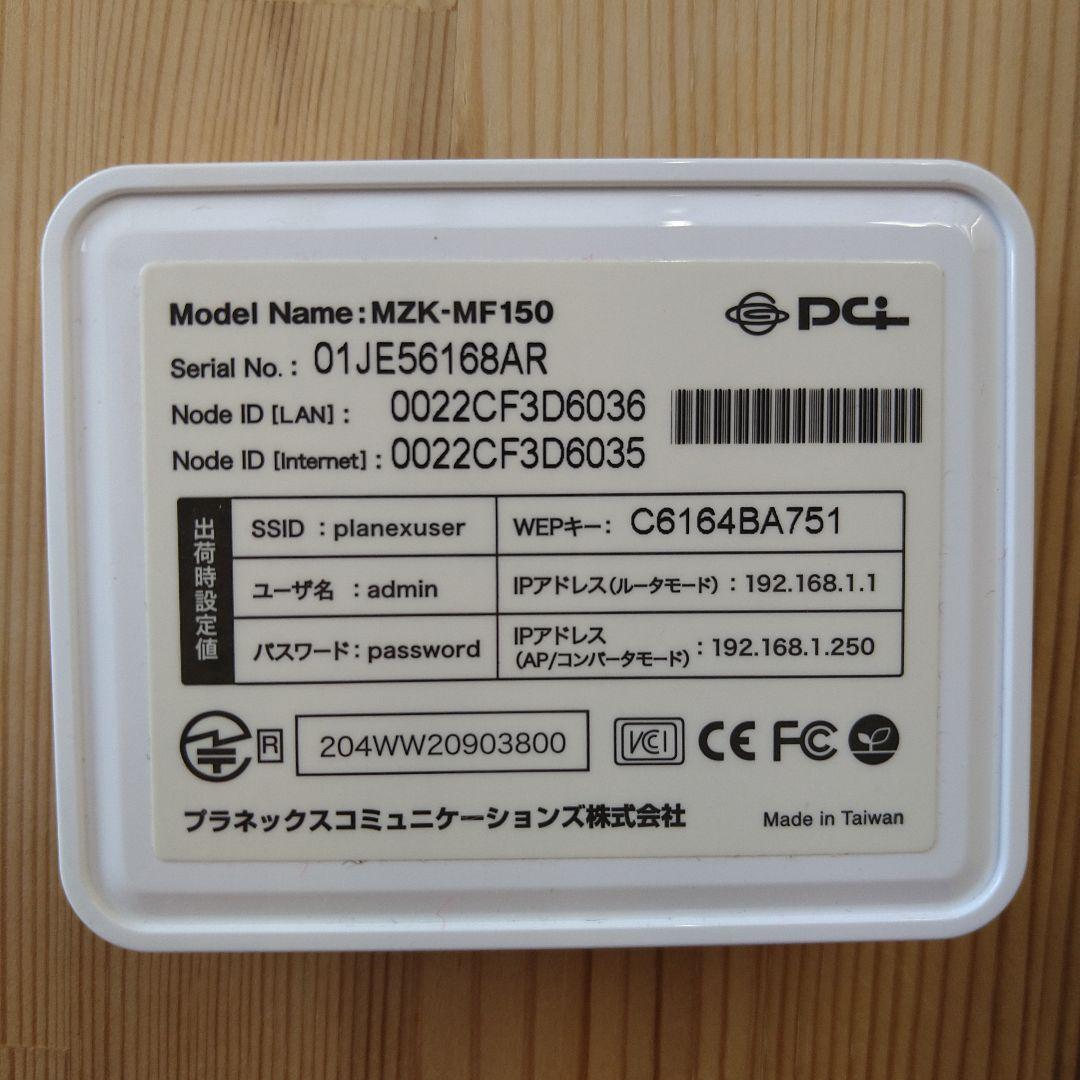 Model Name:MZK-MF150
PCi
Serial No.: 01JE56168AR
Node ID [LAN] : 0022CF3D6036
Node ID [Internet] : 0022CF3D6035
出荷時設定値
SSID : planexuser
WEPキー: C6164BA751
ユーザ名 : admin
IPアドレス(ルータモード) : 192.168.1.1
パスワード: password
IPアドレス
(AP/コンバータモード) : 192.168.1.250
R 204WW20903800 VCI CE FC
プラネックスコミュニケーションズ株式会社
Made in Taiwan